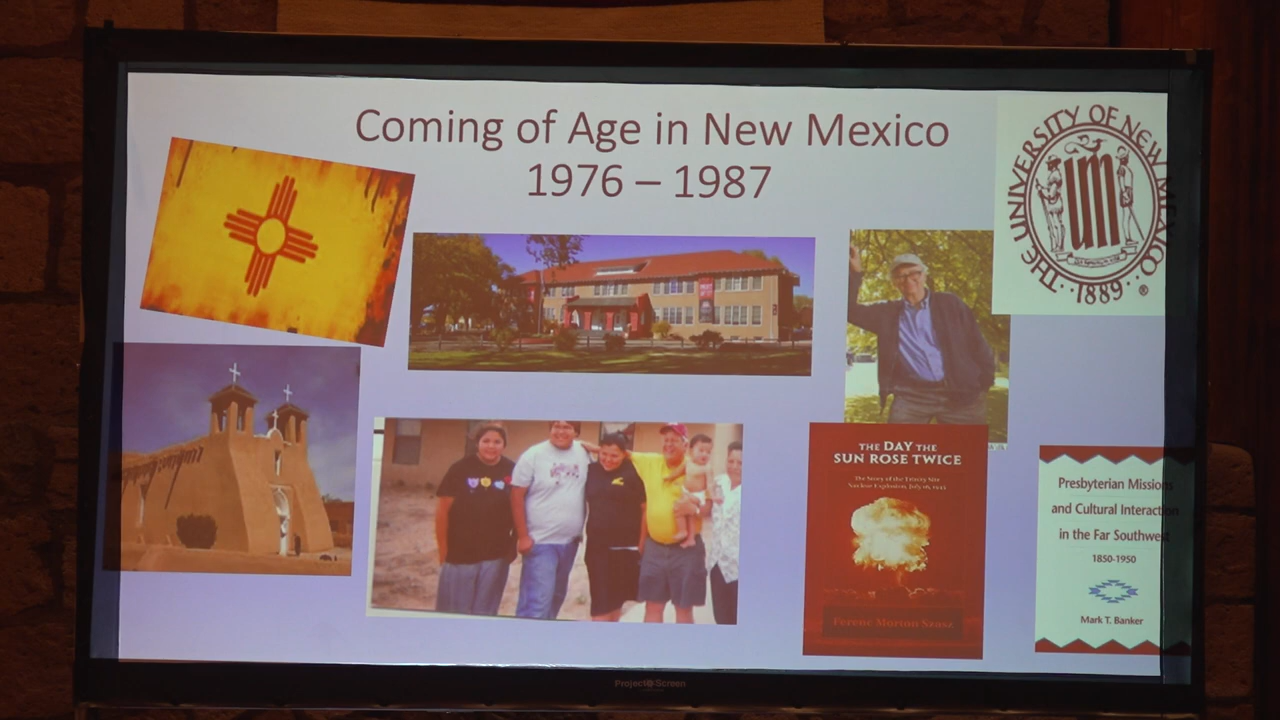 Coming of Age in New Mexico
1976 – 1987
THE UNIVERSITY OF NEW MEXICO
·· 1889 ·· ®
THE DAY THE
SUN ROSE TWICE
The Story of the Trinity Site
Nuclear Explosion, July 16, 1945
Ferenc Morton Szasz
Presbyterian Missions
and Cultural Interaction
in the Far Southwest
1850-1950
Mark T. Banker
Project Screen